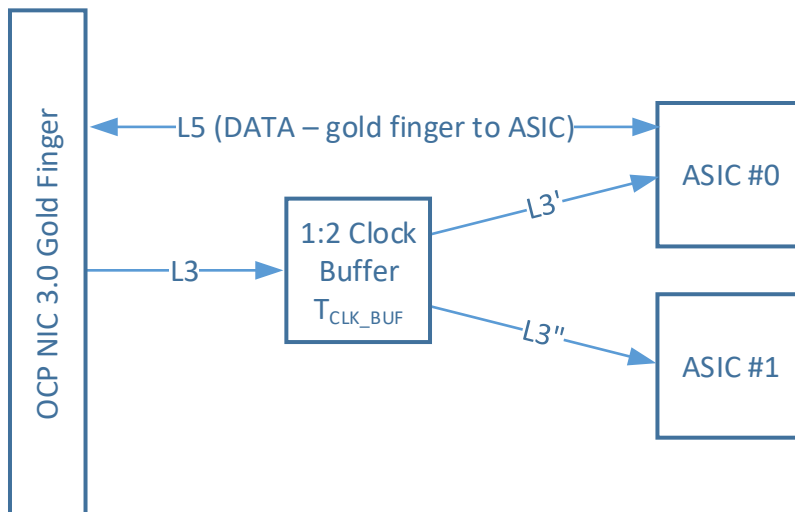 OCP NIC 3.0 Gold Finger
L5 (DATA – gold finger to ASIC)
ASIC #0
L3'
1:2 Clock
Buffer
T_CLK_BUF
L3
L3"
ASIC #1